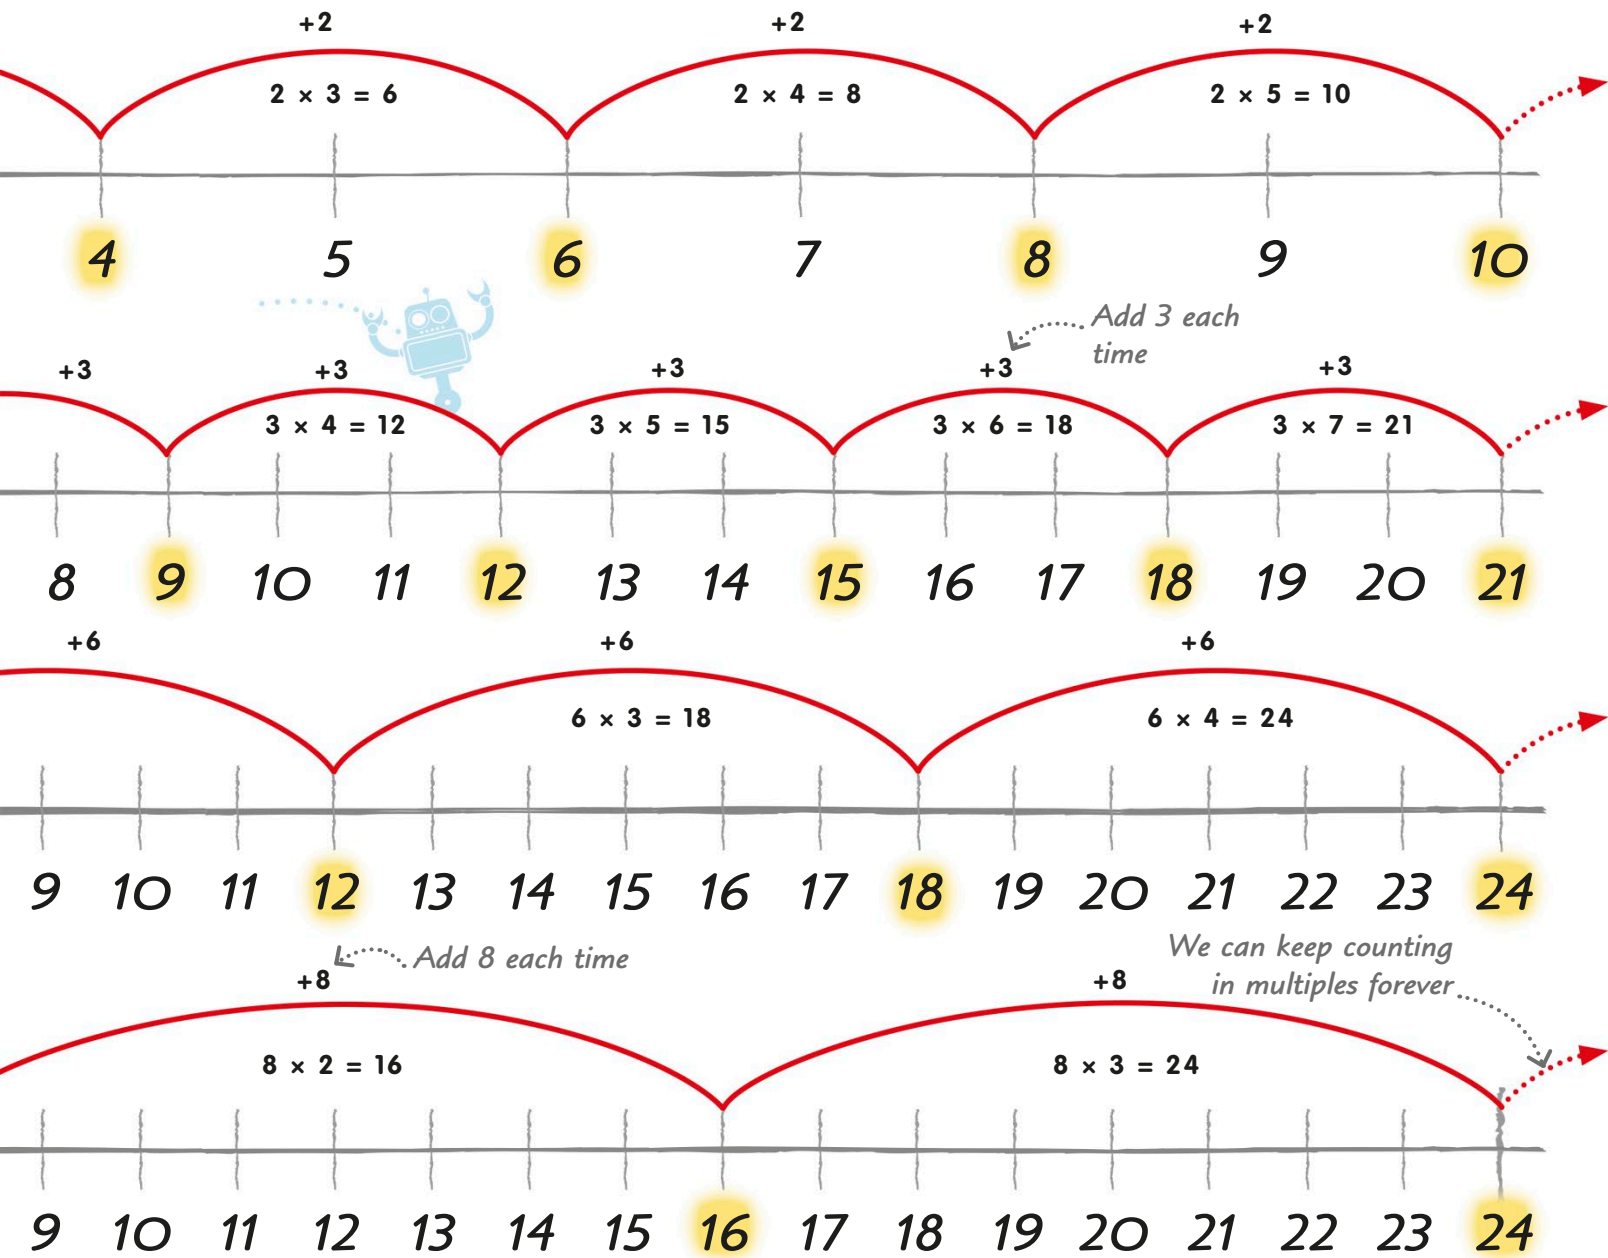 +2 +2 +2
2 × 3 = 6 2 × 4 = 8 2 × 5 = 10
4 5 6 7 8 9 10
Add 3 each
time
+3 +3 +3 +3 +3
3 × 4 = 12 3 × 5 = 15 3 × 6 = 18 3 × 7 = 21
8 9 10 11 12 13 14 15 16 17 18 19 20 21
+6 +6 +6
6 × 3 = 18 6 × 4 = 24
9 10 11 12 13 14 15 16 17 18 19 20 21 22 23 24
Add 8 each time
We can keep counting
in multiples forever
+8 +8
8 × 2 = 16 8 × 3 = 24
9 10 11 12 13 14 15 16 17 18 19 20 21 22 23 24